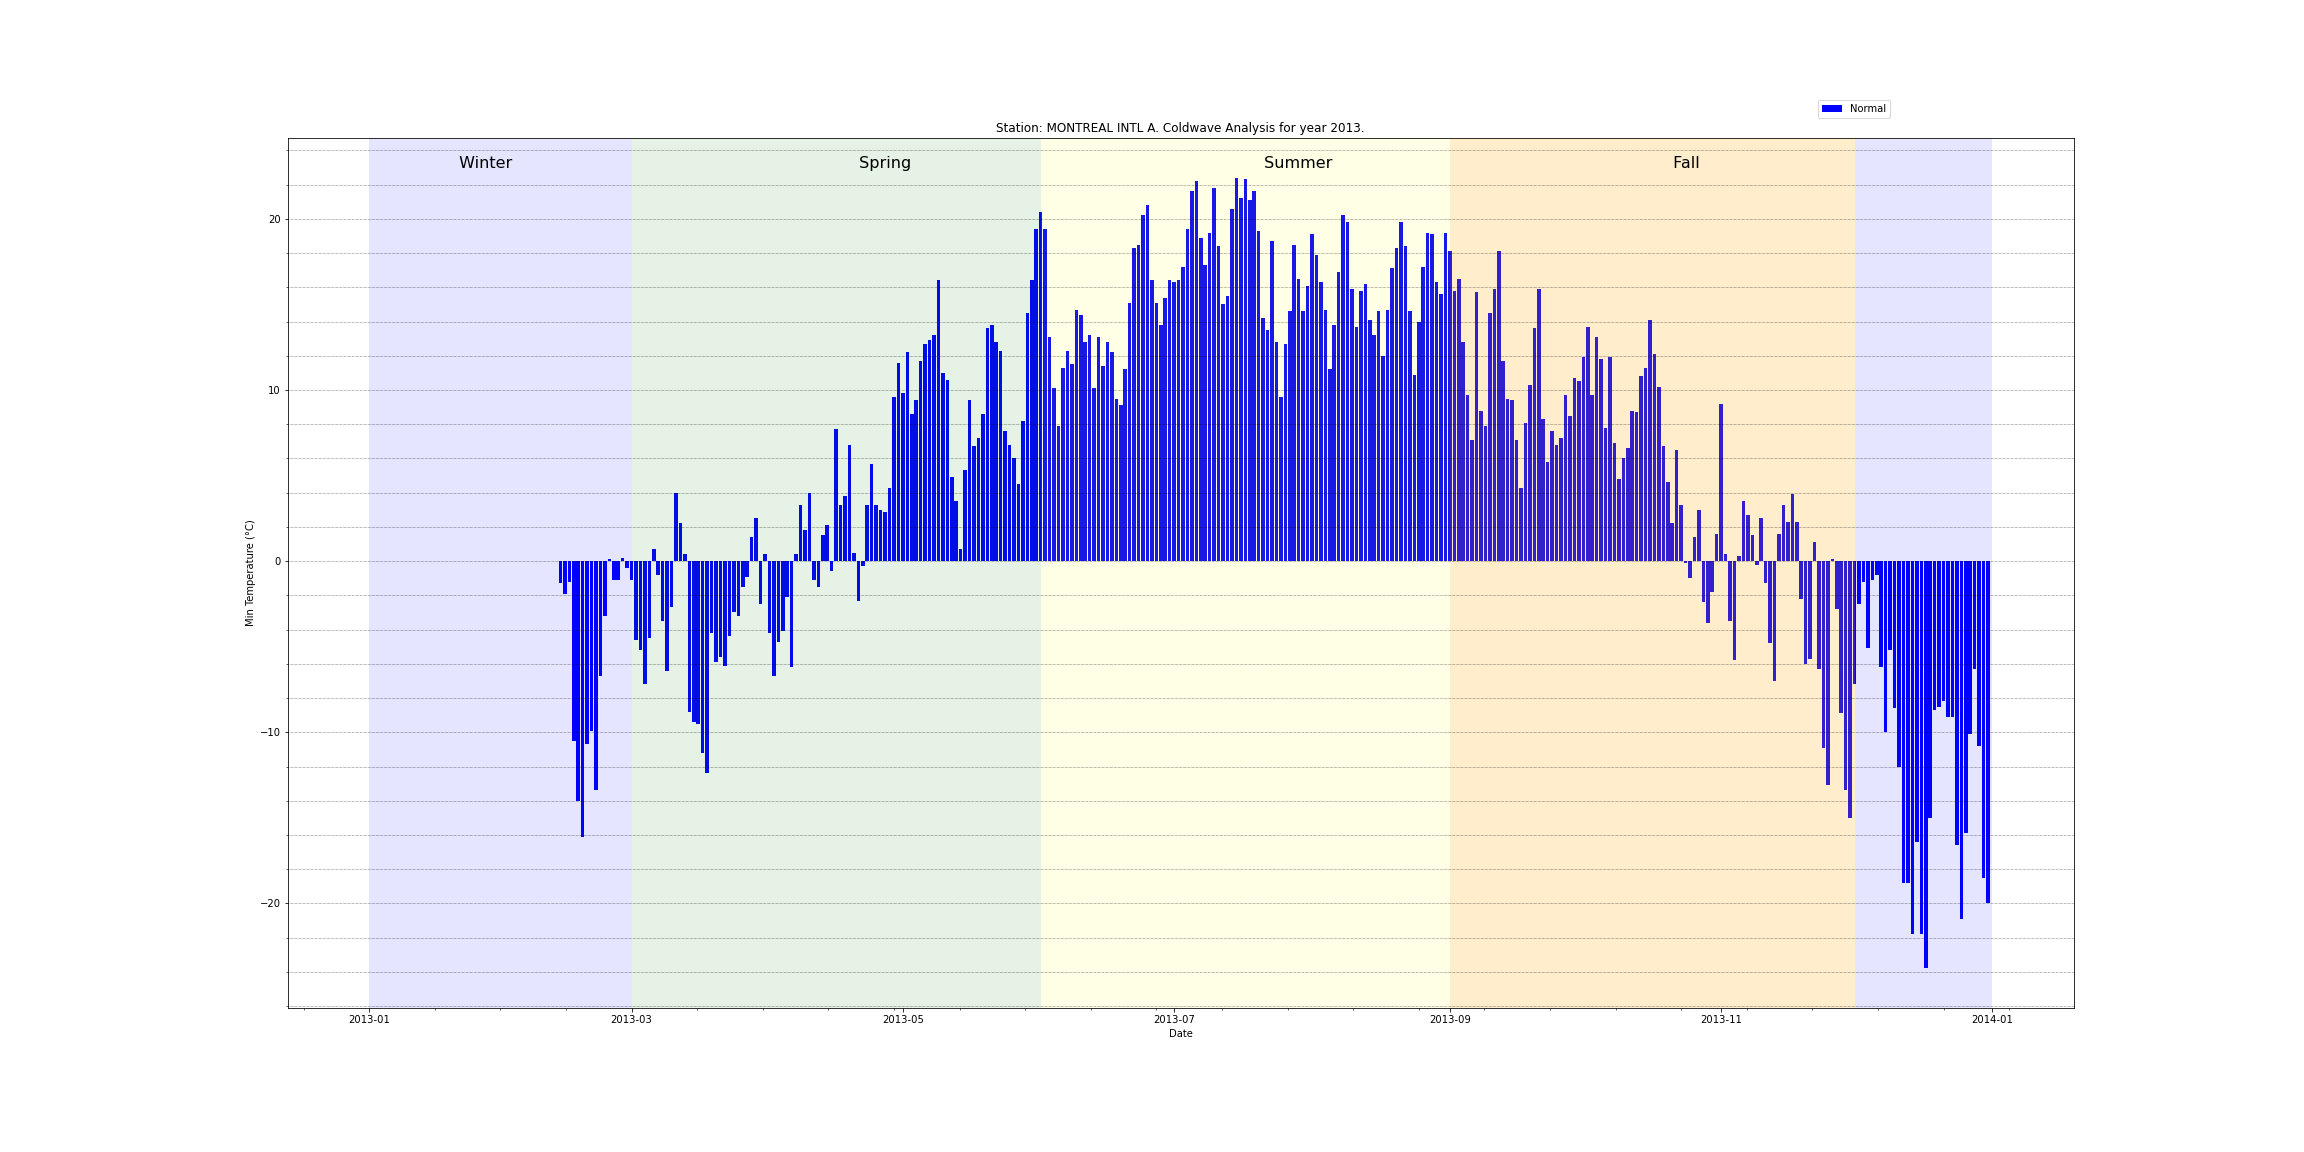 Normal
Station: MONTREAL INTL A. Coldwave Analysis for year 2013.
Winter Spring Summer Fall
20
10
0
−10
−20
Min Temperature (°C)
2013-01 2013-03 2013-05 2013-07 2013-09 2013-11 2014-01
Date